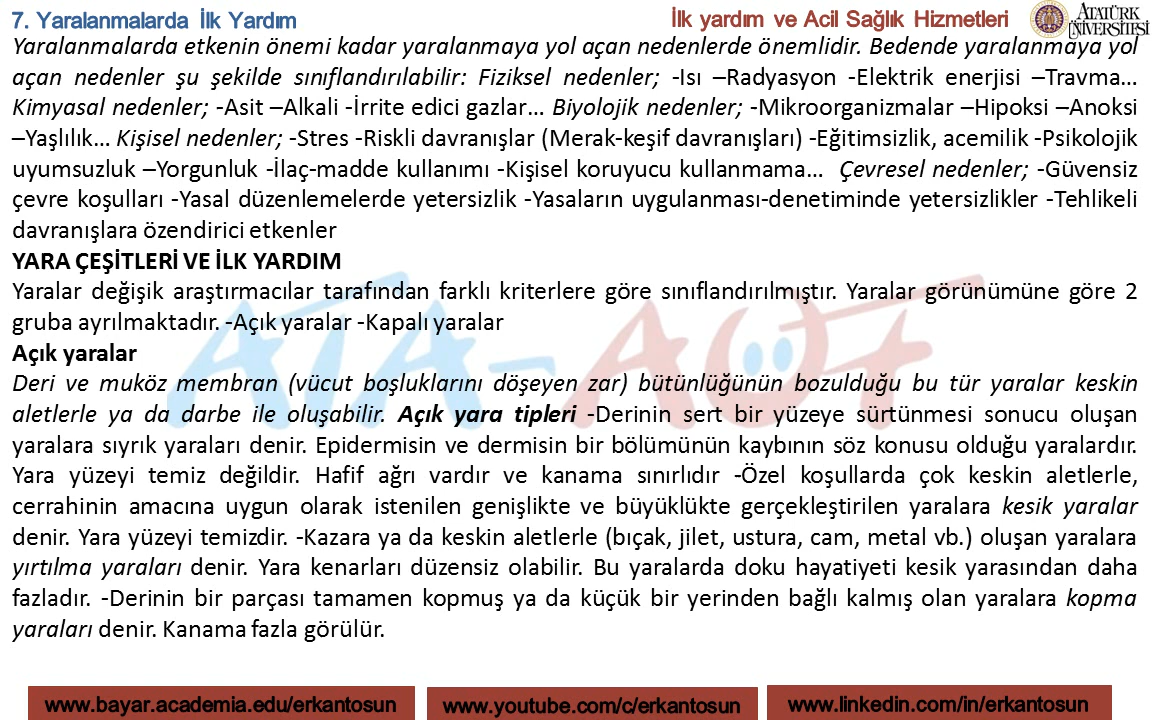 7. Yaralanmalarda İlk Yardım
İlk yardım ve Acil Sağlık Hizmetleri
ATATÜRK
ÜNİVERSİTESİ
Yaralanmalarda etkenin önemi kadar yaralanmaya yol açan nedenlerde önemlidir. Bedende yaralanmaya yol
açan nedenler şu şekilde sınıflandırılabilir: Fiziksel nedenler; -Isı –Radyasyon -Elektrik enerjisi –Travma…
Kimyasal nedenler; -Asit –Alkali -İrrite edici gazlar… Biyolojik nedenler; -Mikroorganizmalar –Hipoksi –Anoksi
–Yaşlılık… Kişisel nedenler; -Stres -Riskli davranışlar (Merak-keşif davranışları) -Eğitimsizlik, acemilik -Psikolojik
uyumsuzluk –Yorgunluk -İlaç-madde kullanımı -Kişisel koruyucu kullanmama… Çevresel nedenler; -Güvensiz
çevre koşulları -Yasal düzenlemelerde yetersizlik -Yasaların uygulanması-denetiminde yetersizlikler -Tehlikeli
davranışlara özendirici etkenler
YARA ÇEŞİTLERİ VE İLK YARDIM
Yaralar değişik araştırmacılar tarafından farklı kriterlere göre sınıflandırılmıştır. Yaralar görünümüne göre 2
gruba ayrılmaktadır. -Açık yaralar -Kapalı yaralar
Açık yaralar
Deri ve muköz membran (vücut boşluklarını döşeyen zar) bütünlüğünün bozulduğu bu tür yaralar keskin
aletlerle ya da darbe ile oluşabilir. Açık yara tipleri -Derinin sert bir yüzeye sürtünmesi sonucu oluşan
yaralara sıyrık yaraları denir. Epidermisin ve dermisin bir bölümünün kaybının söz konusu olduğu yaralardır.
Yara yüzeyi temiz değildir. Hafif ağrı vardır ve kanama sınırlıdır -Özel koşullarda çok keskin aletlerle,
cerrahinin amacına uygun olarak istenilen genişlikte ve büyüklükte gerçekleştirilen yaralara kesik yaralar
denir. Yara yüzeyi temizdir. -Kazara ya da keskin aletlerle (bıçak, jilet, ustura, cam, metal vb.) oluşan yaralara
yırtılma yaraları denir. Yara kenarları düzensiz olabilir. Bu yaralarda doku hayatiyeti kesik yarasından daha
fazladır. -Derinin bir parçası tamamen kopmuş ya da küçük bir yerinden bağlı kalmış olan yaralara kopma
yaraları denir. Kanama fazla görülür.
ATA-AÖF
www.bayar.academia.edu/erkantosun
www.youtube.com/c/erkantosun
www.linkedin.com/in/erkantosun